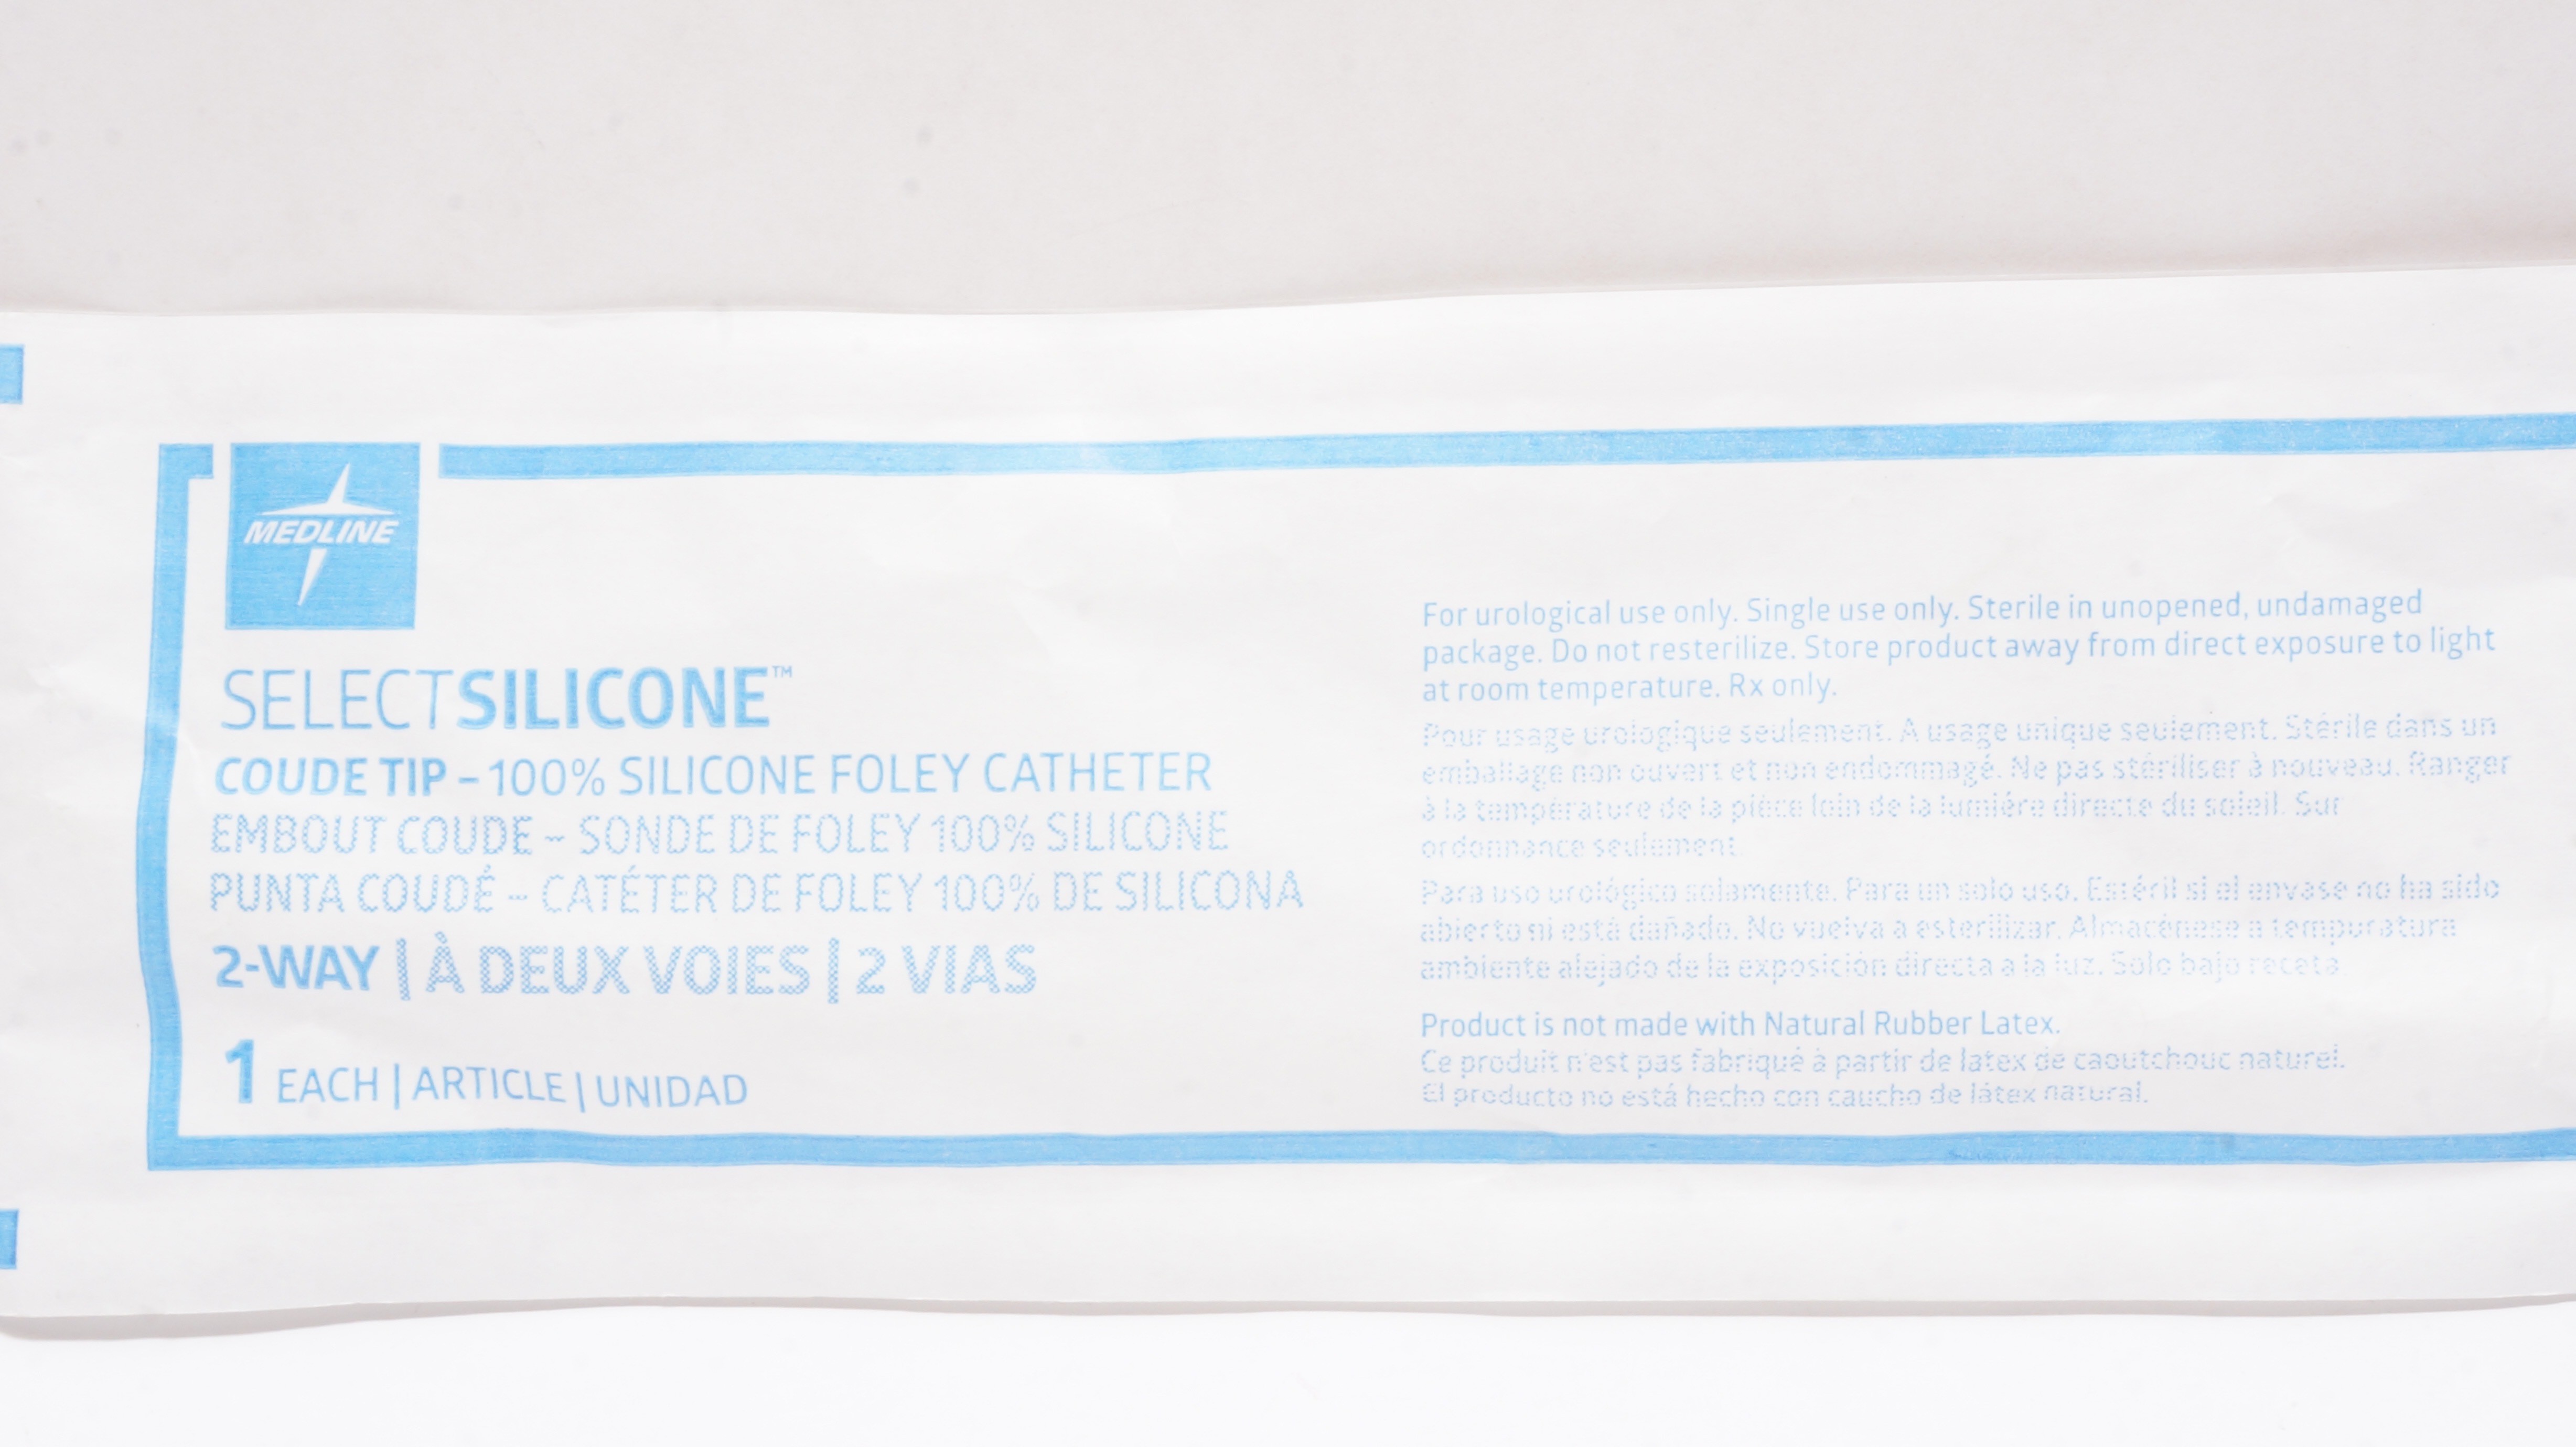 MEDLINE
SELECTSILICONE™
COUDE TIP – 100% SILICONE FOLEY CATHETER
EMBOUT COUDE – SONDE DE FOLEY 100% SILICONE
PUNTA COUDÉ – CATÉTER DE FOLEY 100% DE SILICONA
2-WAY | À DEUX VOIES | 2 VIAS
1 EACH | ARTICLE | UNIDAD
For urological use only. Single use only. Sterile in unopened, undamaged
package. Do not resterilize. Store product away from direct exposure to light
at room temperature. Rx only.
Pour usage urologique seulement. A usage unique seulement. Stérile dans un
emballage non ouvert et non endommagé. Ne pas stériliser à nouveau. Ranger
à la température de la pièce loin de la lumiére directe du soleil. Sur
ordonnance seulement.
Para uso urológico solamente. Para un solo uso. Estéril si el envase no ha sido
abierto ni está dañado. No vuelva a esterilizar. Almacénese a temperatura
ambiente alejado de la exposición directa a la luz. Solo bajo receta.
Product is not made with Natural Rubber Latex.
Ce produit n'est pas fabriqué à partir de latex de caoutchouc naturel.
El producto no está hecho con caucho de látex natural.